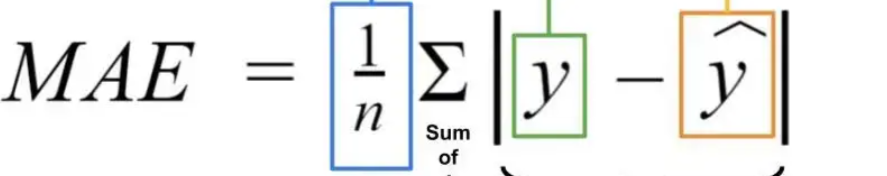 MAE = 1/n Σ |y − ŷ|
Sum
of